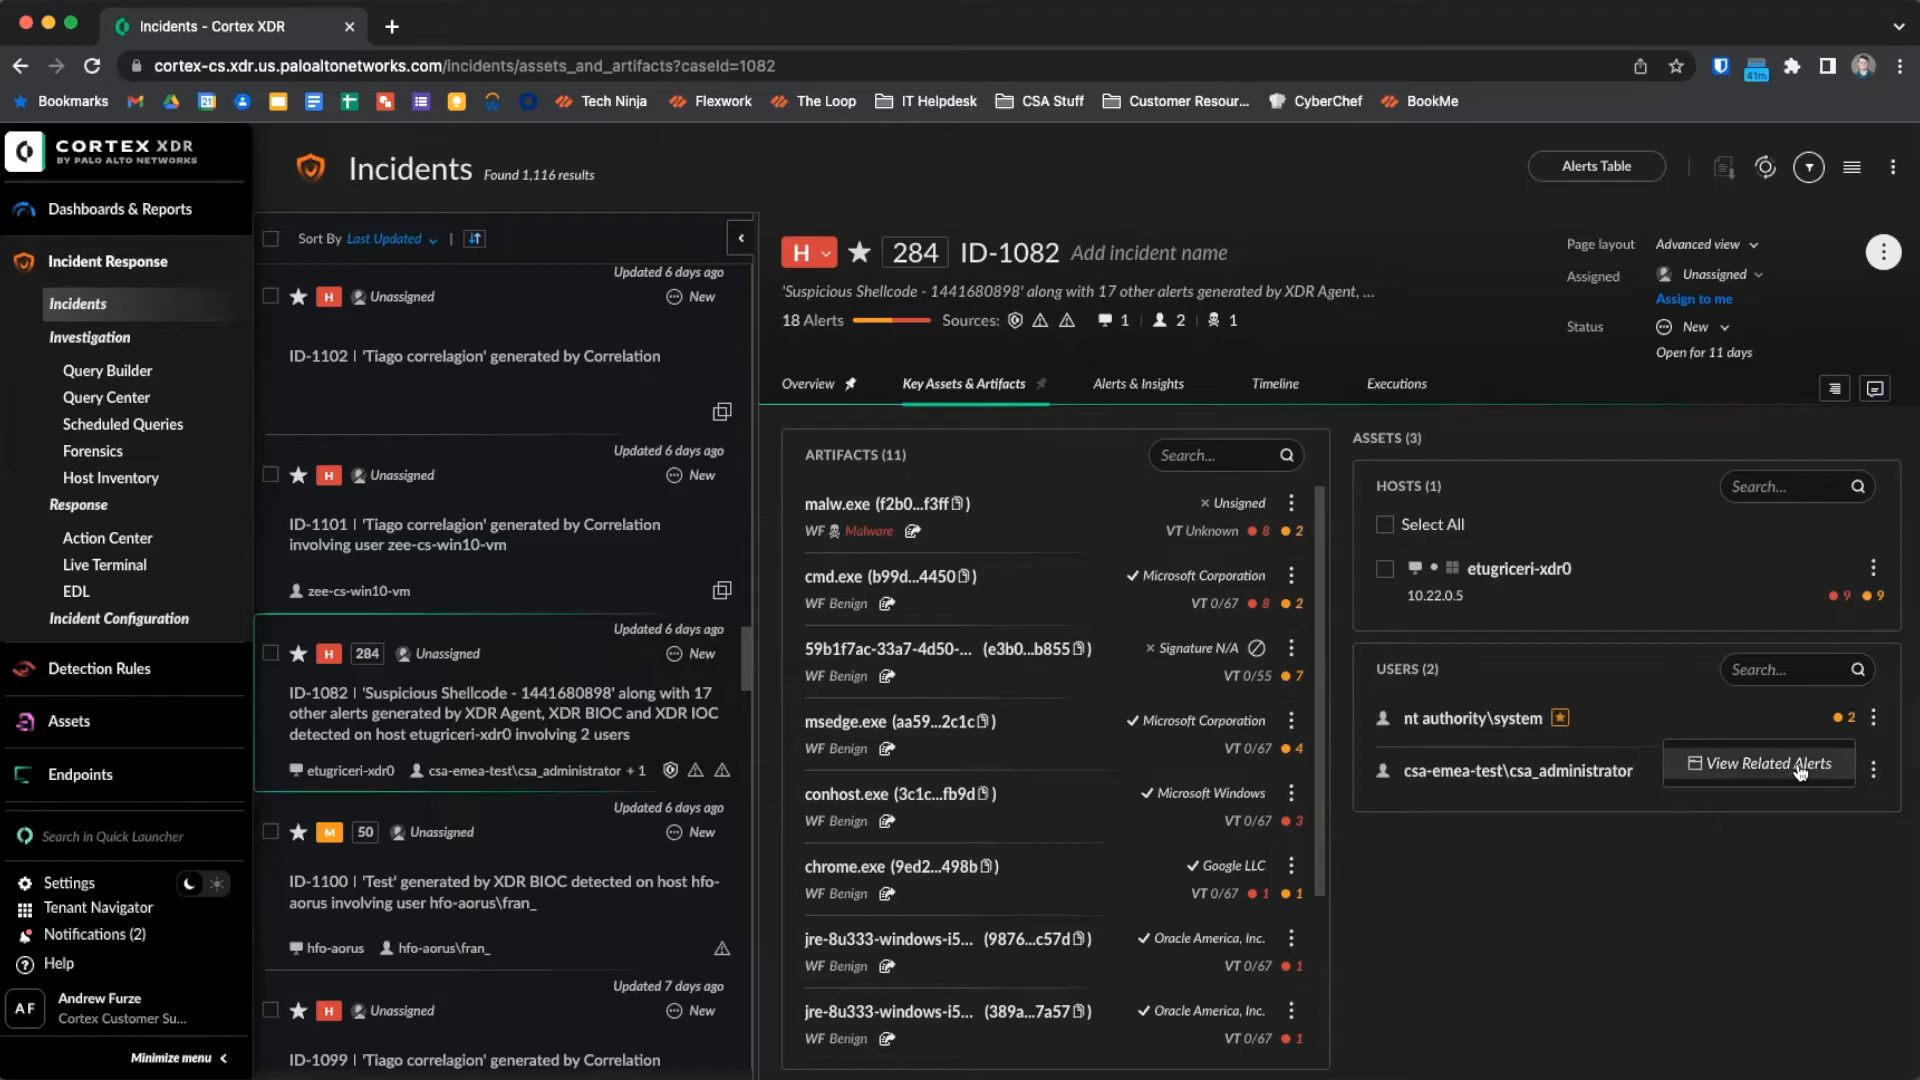 Incidents - Cortex XDR
cortex-cs.xdr.us.paloaltonetworks.com/incidents/assets_and_artifacts?caseId=1082
41m
Bookmarks
31
Tech Ninja
Flexwork
The Loop
IT Helpdesk
CSA Stuff
Customer Resour...
CyberChef
BookMe
CORTEX XDR
BY PALO ALTO NETWORKS
Dashboards & Reports
Incident Response
Incidents
Investigation
Query Builder
Query Center
Scheduled Queries
Forensics
Host Inventory
Response
Action Center
Live Terminal
EDL
Incident Configuration
Detection Rules
Assets
Endpoints
Search in Quick Launcher
Settings
Tenant Navigator
Notifications (2)
Help
AF
Andrew Furze
Cortex Customer Su...
Minimize menu
Incidents Found 1,116 results
Alerts Table
Sort By Last Updated
Updated 6 days ago
H Unassigned New
ID-1102 | 'Tiago correlagion' generated by Correlation
Updated 6 days ago
H Unassigned New
ID-1101 | 'Tiago correlagion' generated by Correlation
involving user zee-cs-win10-vm
zee-cs-win10-vm
Updated 6 days ago
H 284 Unassigned New
ID-1082 | 'Suspicious Shellcode - 1441680898' along with 17
other alerts generated by XDR Agent, XDR BIOC and XDR IOC
detected on host etugriceri-xdr0 involving 2 users
etugriceri-xdr0 csa-emea-test\csa_administrator + 1
Updated 6 days ago
M 50 Unassigned New
ID-1100 | 'Test' generated by XDR BIOC detected on host hfo-
aorus involving user hfo-aorus\fran_
hfo-aorus hfo-aorus\fran_
Updated 7 days ago
H Unassigned New
ID-1099 | 'Tiago correlagion' generated by Correlation
H 284 ID-1082 Add incident name
'Suspicious Shellcode - 1441680898' along with 17 other alerts generated by XDR Agent, ...
18 Alerts Sources: 1 2 1
Page layout Advanced view
Assigned Unassigned
Assign to me
Status New
Open for 11 days
Overview
Key Assets & Artifacts
Alerts & Insights
Timeline
Executions
ARTIFACTS (11) Search...
malw.exe (f2b0...f3ff) Unsigned
WF Malware VT Unknown 8 2
cmd.exe (b99d...4450) Microsoft Corporation
WF Benign VT 0/67 8 2
59b1f7ac-33a7-4d50-... (e3b0...b855) Signature N/A
WF Benign VT 0/55 7
msedge.exe (aa59...2c1c) Microsoft Corporation
WF Benign VT 0/67 4
conhost.exe (3c1c...fb9d) Microsoft Windows
WF Benign VT 0/67 3
chrome.exe (9ed2...498b) Google LLC
WF Benign VT 0/67 1 1
jre-8u333-windows-i5... (9876...c57d) Oracle America, Inc.
WF Benign VT 0/67 1
jre-8u333-windows-i5... (389a...7a57) Oracle America, Inc.
WF Benign VT 0/67 1
ASSETS (3)
HOSTS (1) Search...
Select All
etugriceri-xdr0
10.22.0.5 9 9
USERS (2) Search...
nt authority\system 2
View Related Alerts
csa-emea-test\csa_administrator